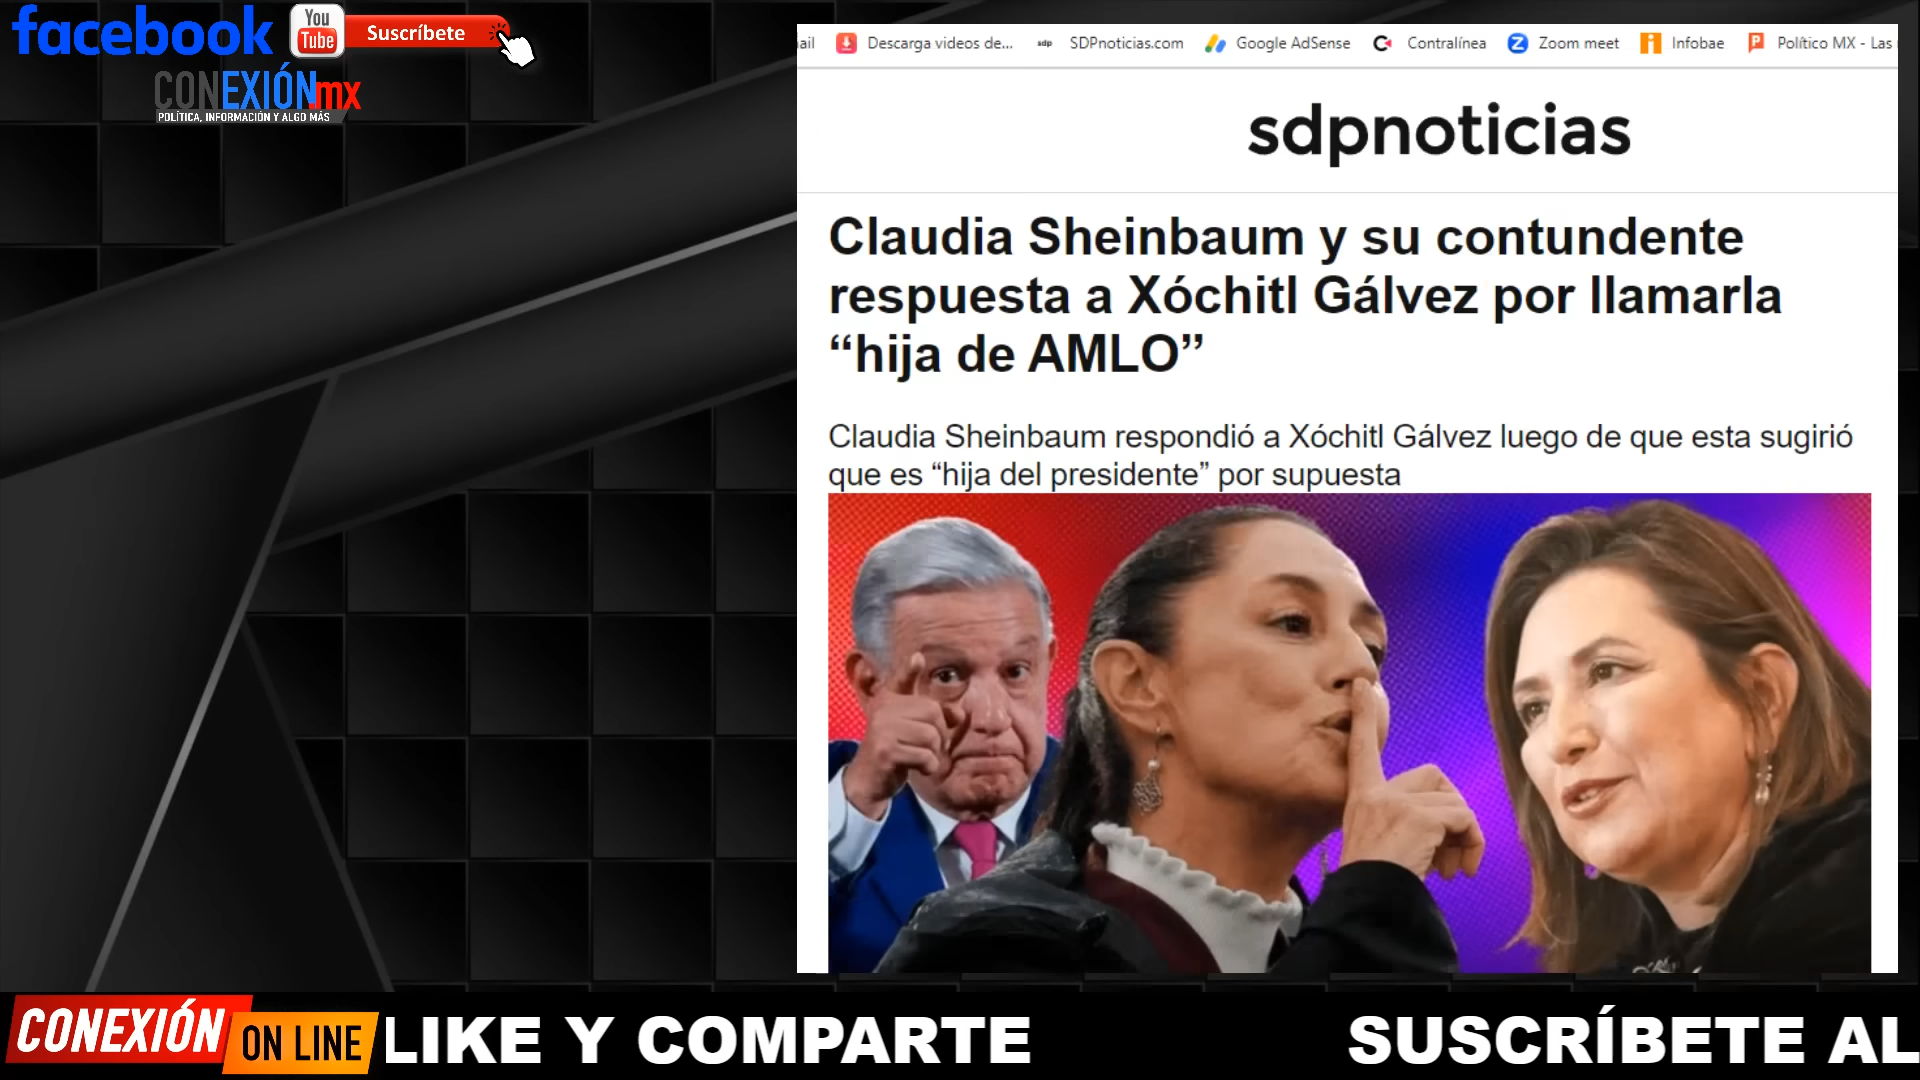 facebook
You
Tube
Suscríbete
CONEXIÓN.mx
POLÍTICA, INFORMACIÓN Y ALGO MÁS
ail
Descarga videos de...
sdp
SDPnoticias.com
Google AdSense
Contralínea
Zoom meet
Infobae
Político MX - Las
sdpnoticias
Claudia Sheinbaum y su contundente
respuesta a Xóchitl Gálvez por llamarla
“hija de AMLO”
Claudia Sheinbaum respondió a Xóchitl Gálvez luego de que esta sugirió
que es “hija del presidente” por supuesta
CONEXIÓN
ON LINE
LIKE Y COMPARTE
SUSCRÍBETE AL